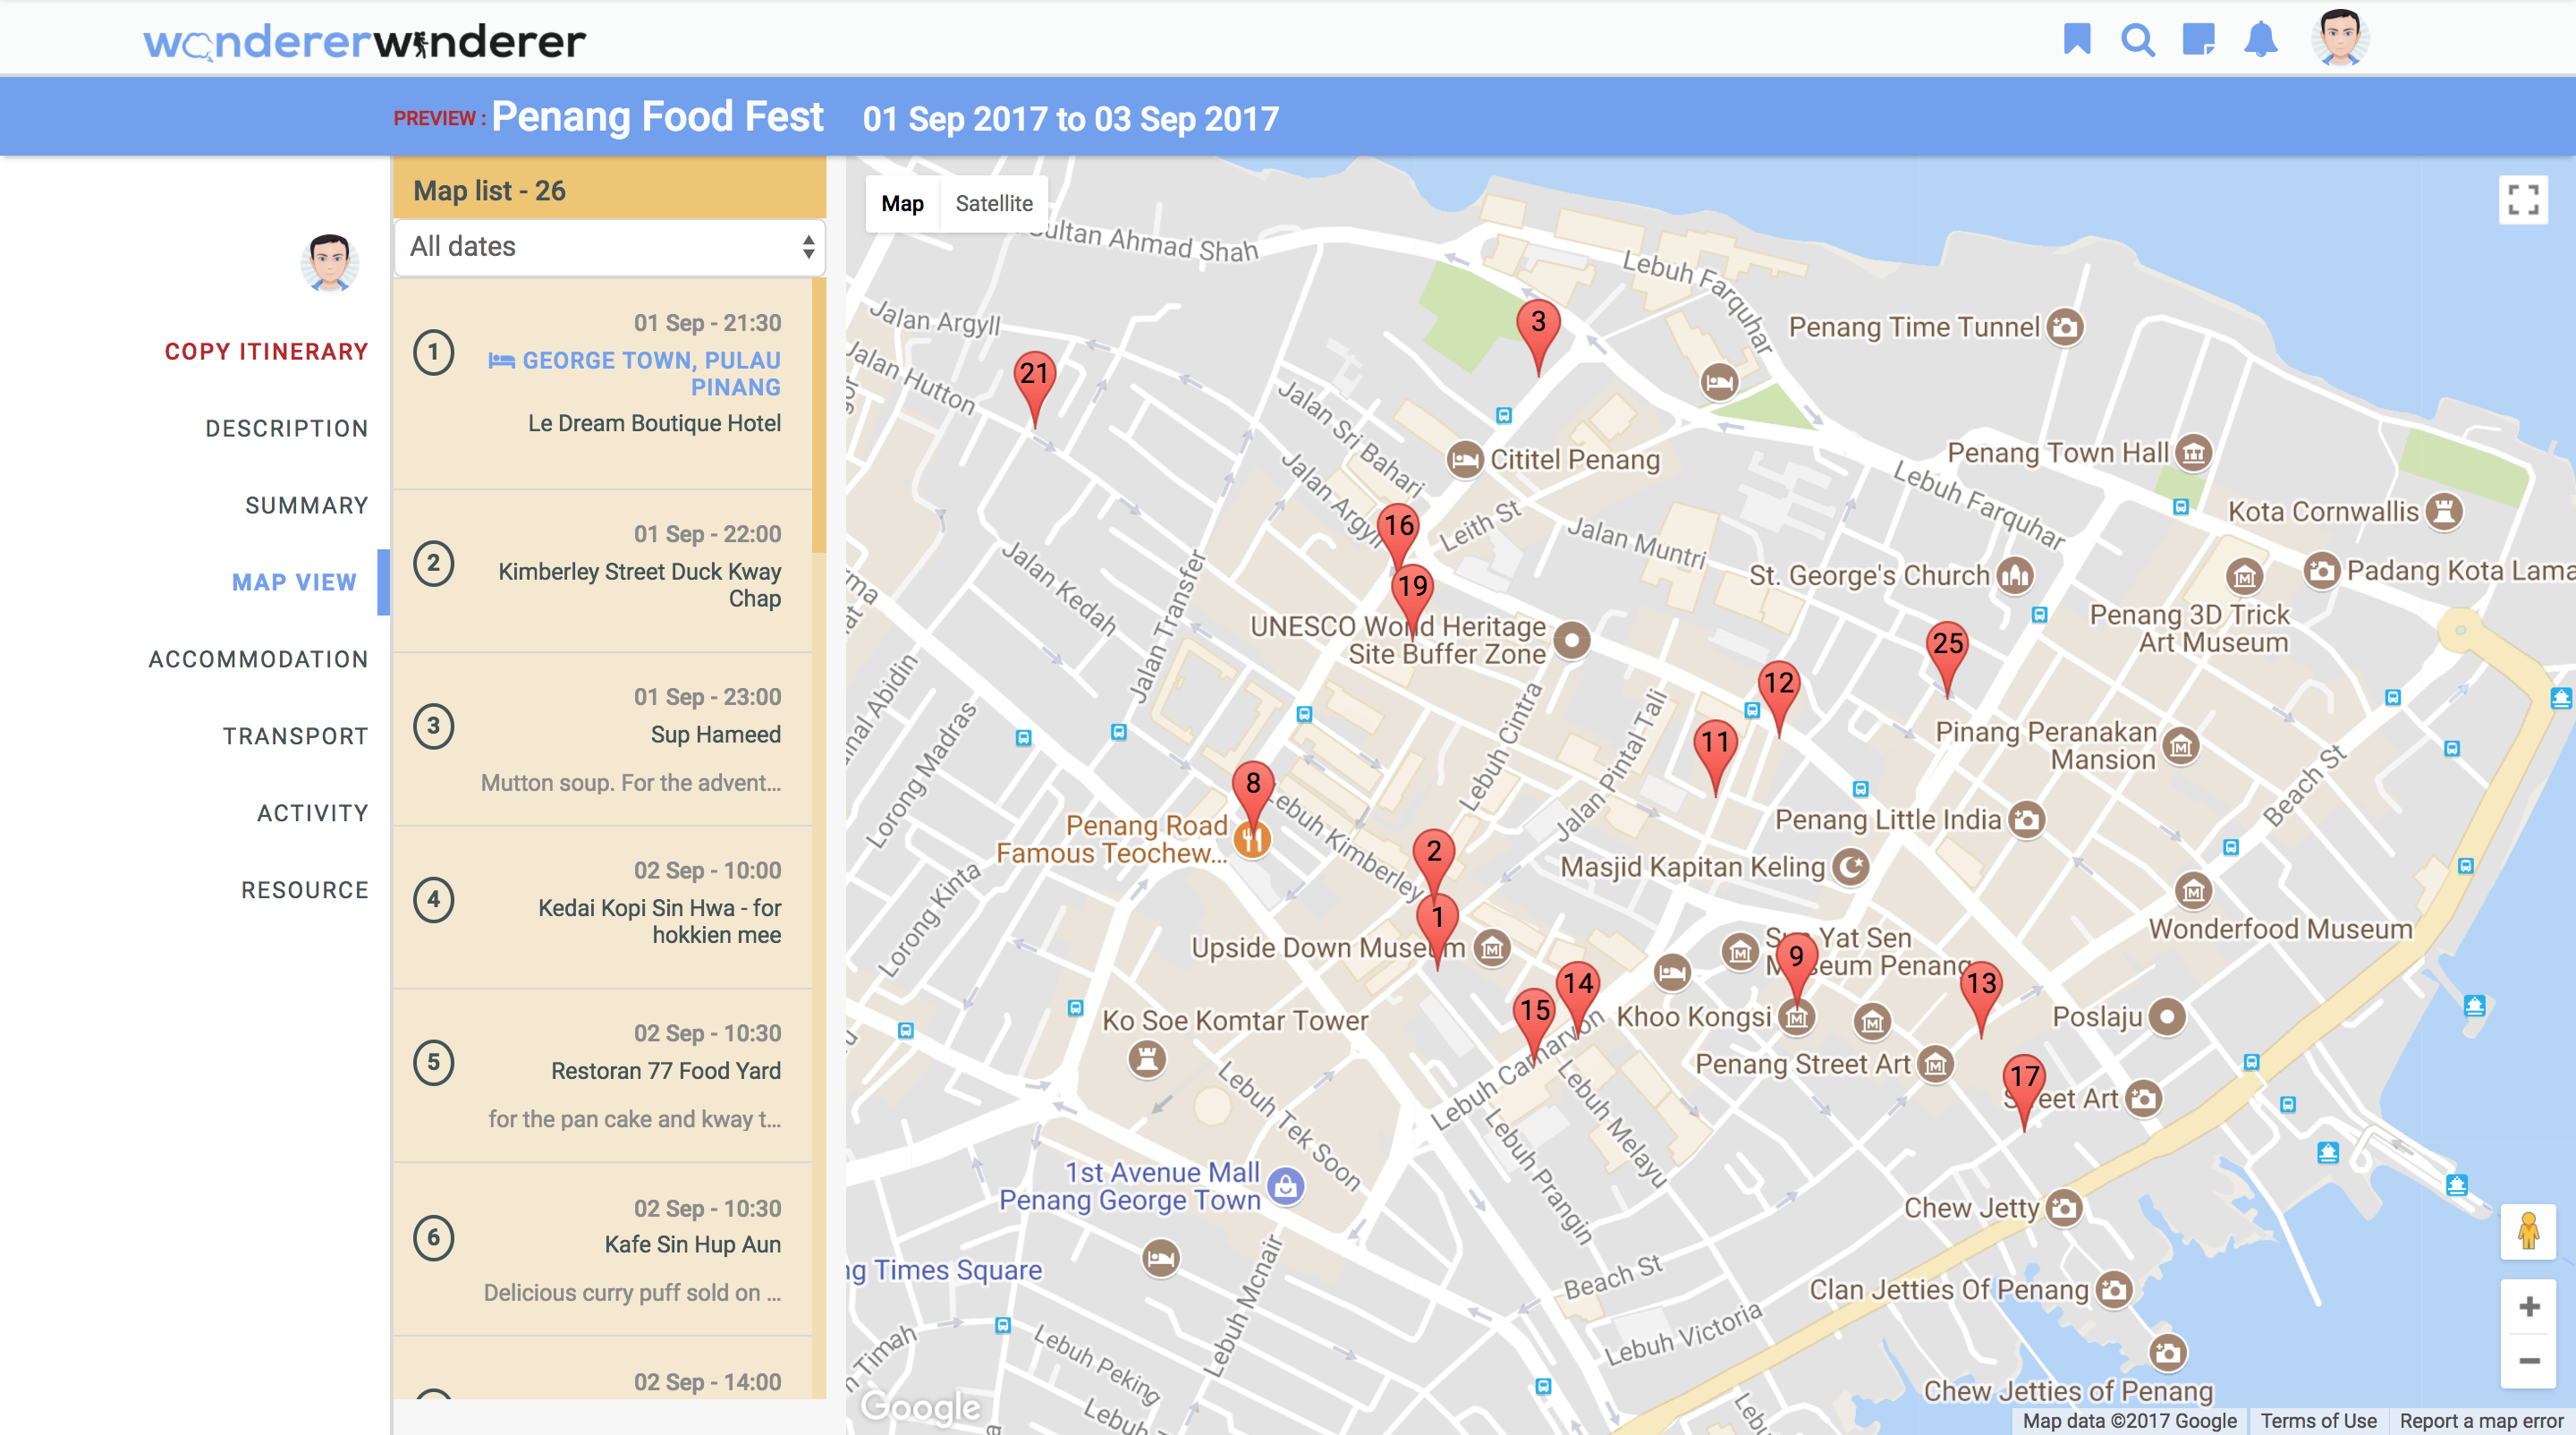 wonderer wanderer
PREVIEW : Penang Food Fest 01 Sep 2017 to 03 Sep 2017
COPY ITINERARY
DESCRIPTION
SUMMARY
MAP VIEW
ACCOMMODATION
TRANSPORT
ACTIVITY
RESOURCE
Map list - 26
All dates
1
01 Sep - 21:30
GEORGE TOWN, PULAU
PINANG
Le Dream Boutique Hotel
2
01 Sep - 22:00
Kimberley Street Duck Kway
Chap
3
01 Sep - 23:00
Sup Hameed
Mutton soup. For the advent...
4
02 Sep - 10:00
Kedai Kopi Sin Hwa - for
hokkien mee
5
02 Sep - 10:30
Restoran 77 Food Yard
for the pan cake and kway t...
6
02 Sep - 10:30
Kafe Sin Hup Aun
Delicious curry puff sold on ...
02 Sep - 14:00
Map Satellite
ultan Ahmad Shah
Lebuh Farquhar
Jalan Argyll
Jalan Hutton
3
21
Penang Time Tunnel
Jalan Sri Bahari
Jalan Argyll
Cititel Penang
Penang Town Hall
Lebuh Farquhar
Kota Cornwallis
16
Leith St
Jalan Muntri
Jalan Kedah
Jalan Transfer
St. George's Church
Padang Kota Lama
19
Penang 3D Trick
Art Museum
UNESCO World Heritage
Site Buffer Zone
25
12
11
Lebuh Cintra
Jalan Pintal Tali
nal Abidin
Lorong Madras
Pinang Peranakan
Mansion
Beach St
8
Penang Road
Famous Teochew...
Lebuh Kimberley
Penang Little India
2
Masjid Kapitan Keling
Lorong Kinta
1
Upside Down Museum
Wonderfood Museum
Sun Yat Sen
Museum Penang
9
13
14
15
Ko Soe Komtar Tower
Khoo Kongsi
Poslaju
Lebuh Carnarvon
Penang Street Art
17
Street Art
Lebuh Tek Soon
Lebuh Melayu
Lebuh Prangin
1st Avenue Mall
Penang George Town
Chew Jetty
ng Times Square
Lebuh Mcnair
Beach St
Clan Jetties Of Penang
Lebuh Victoria
n Timah
Lebuh Peking
Chew Jetties of Penang
Lebuh
Google
Map data ©2017 Google Terms of Use Report a map error